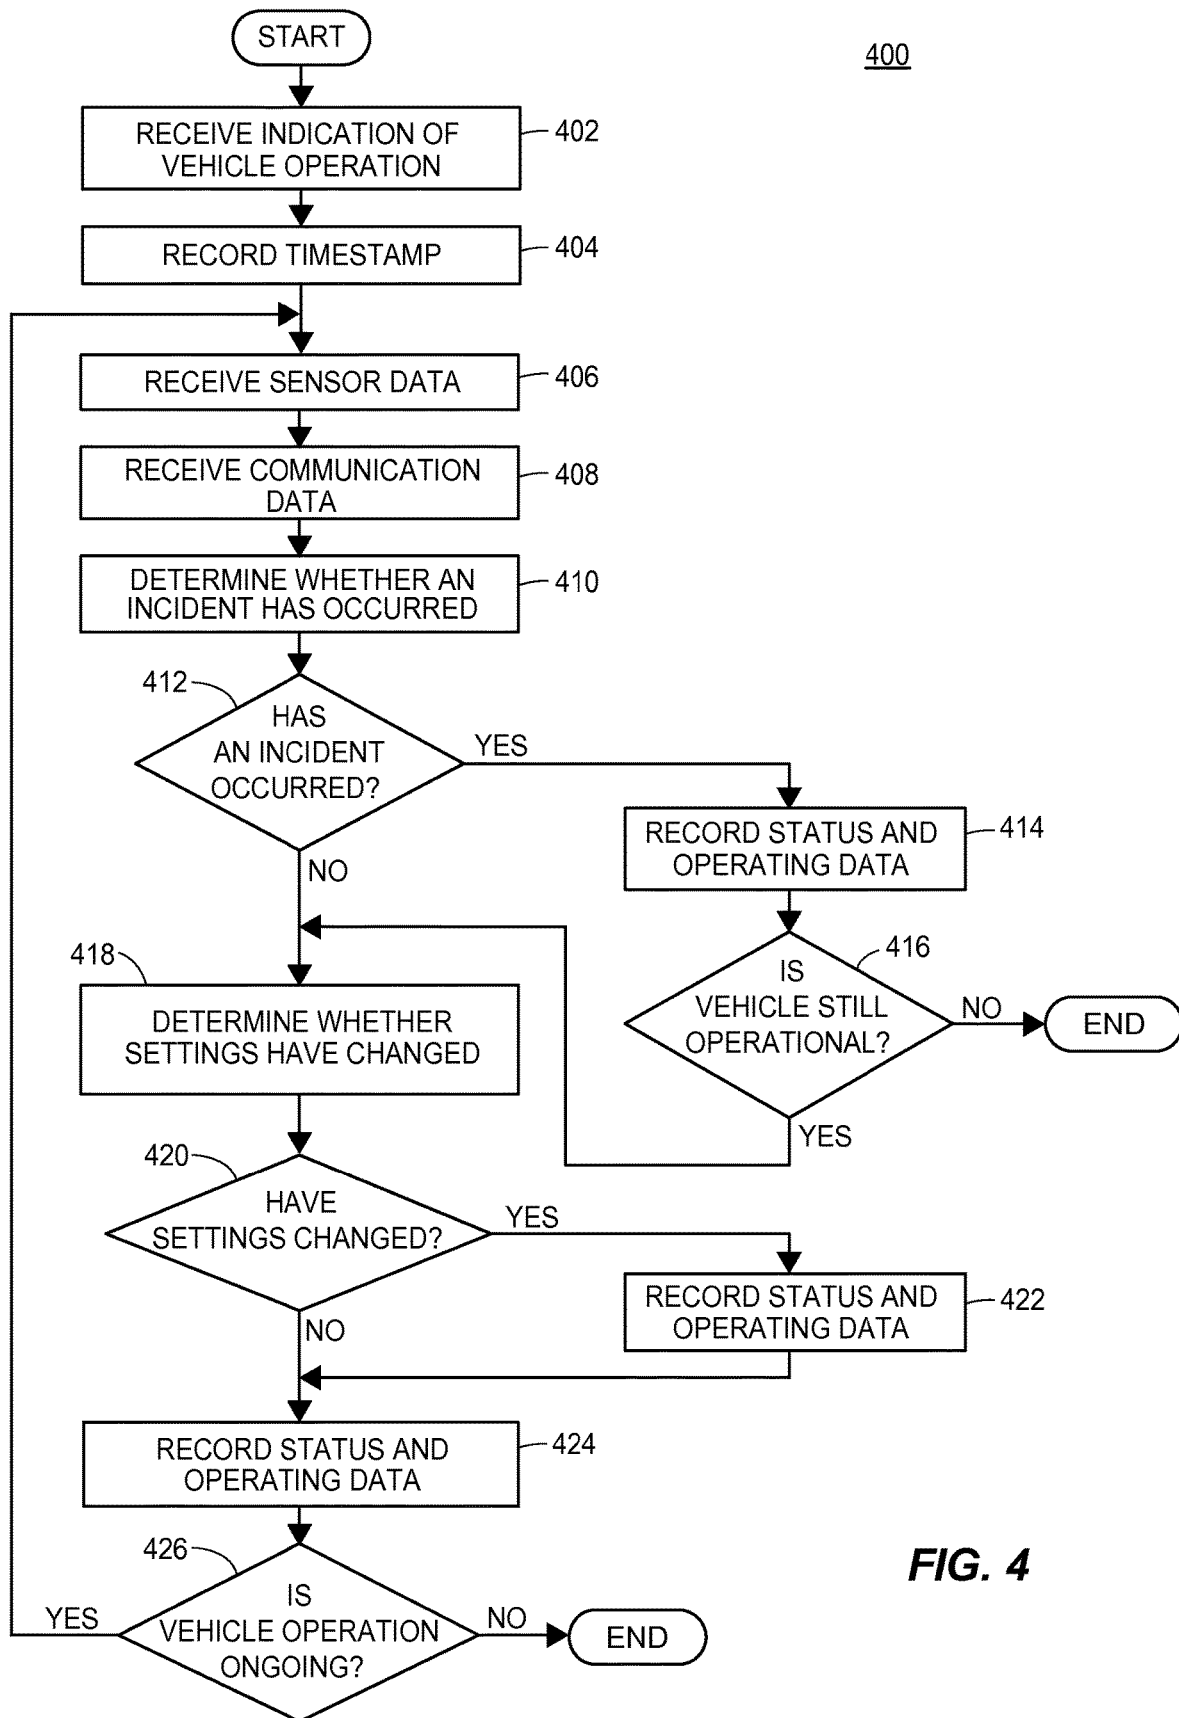 START
400
RECEIVE INDICATION OF
VEHICLE OPERATION
402
RECORD TIMESTAMP
404
RECEIVE SENSOR DATA
406
RECEIVE COMMUNICATION
DATA
408
DETERMINE WHETHER AN
INCIDENT HAS OCCURRED
410
412
HAS
AN INCIDENT
OCCURRED?
YES
NO
RECORD STATUS AND
OPERATING DATA
414
416
IS
VEHICLE STILL
OPERATIONAL?
NO
END
YES
418
DETERMINE WHETHER
SETTINGS HAVE CHANGED
420
HAVE
SETTINGS CHANGED?
YES
NO
RECORD STATUS AND
OPERATING DATA
422
RECORD STATUS AND
OPERATING DATA
424
426
IS
VEHICLE OPERATION
ONGOING?
YES
NO
END
FIG. 4